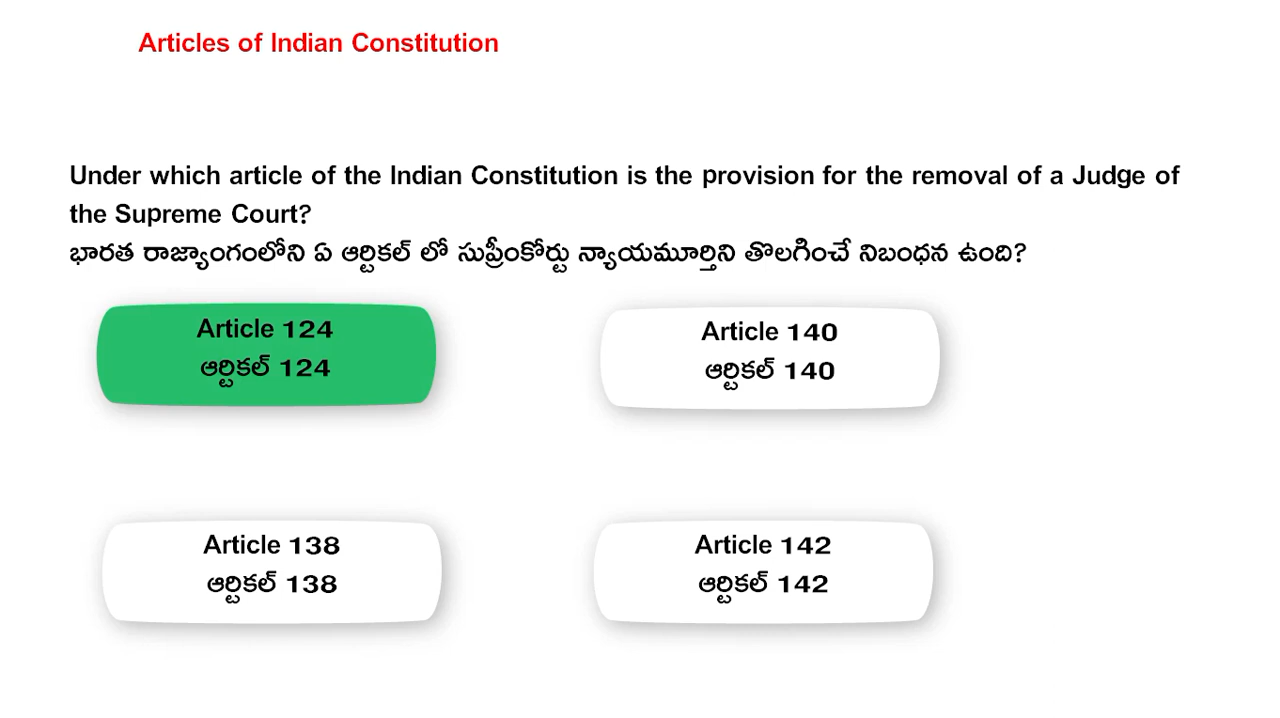 Articles of Indian Constitution
Under which article of the Indian Constitution is the provision for the removal of a Judge of
the Supreme Court?
భారత రాజ్యాంగంలోని ఏ ఆర్టికల్ లో సుప్రీంకోర్టు న్యాయమూర్తిని తొలగించే నిబంధన ఉంది?
Article 124
ఆర్టికల్ 124
Article 140
ఆర్టికల్ 140
Article 138
ఆర్టికల్ 138
Article 142
ఆర్టికల్ 142